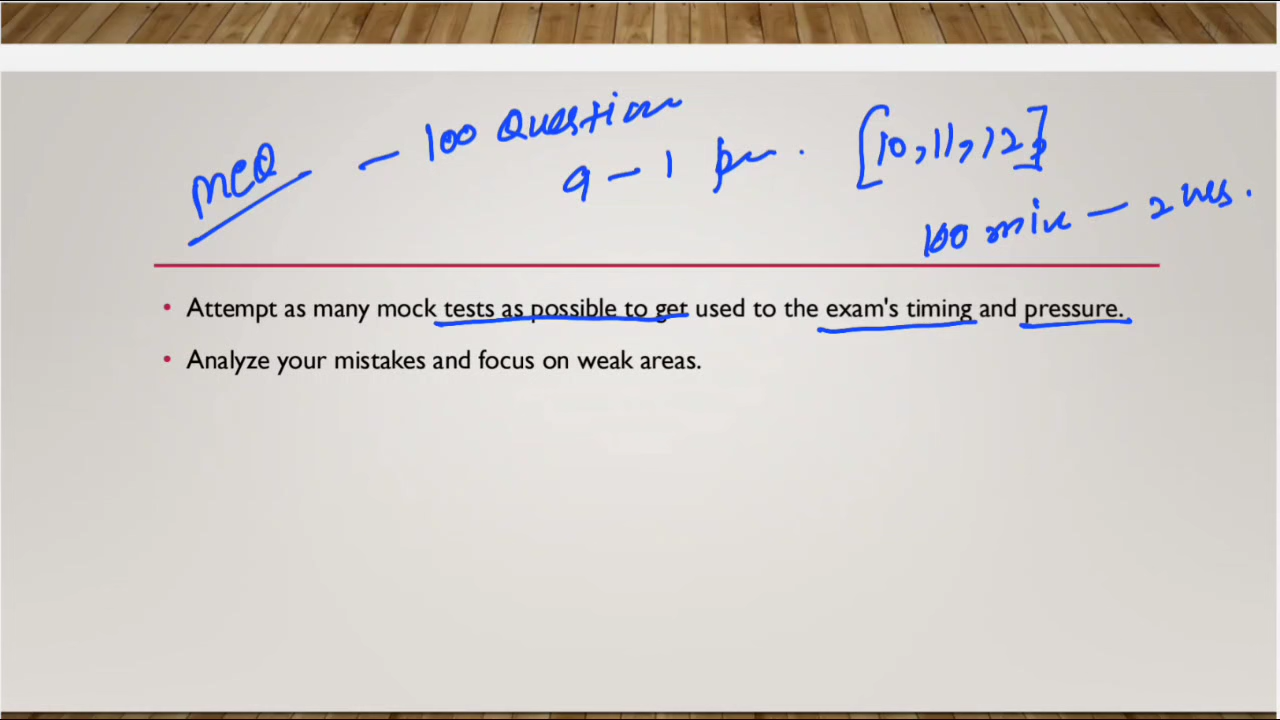 MCQ — 100 Question
9 — 1 pm. [10, 11, 12]
100 min — 2 hrs.
• Attempt as many mock tests as possible to get used to the exam's timing and pressure.
• Analyze your mistakes and focus on weak areas.